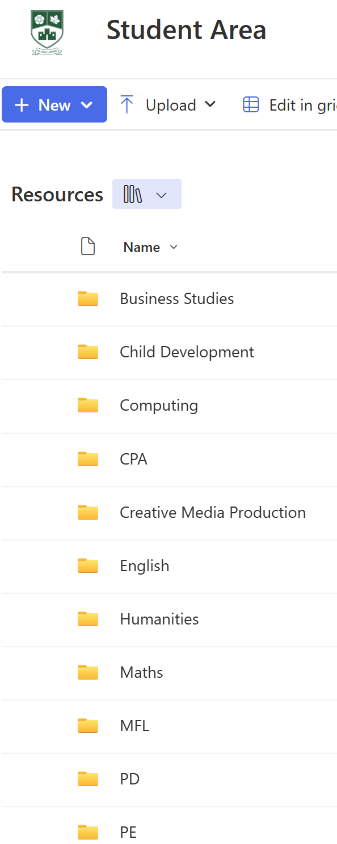 Student Area
New Upload Edit in gri
Resources
Name
Business Studies
Child Development
Computing
CPA
Creative Media Production
English
Humanities
Maths
MFL
PD
PE